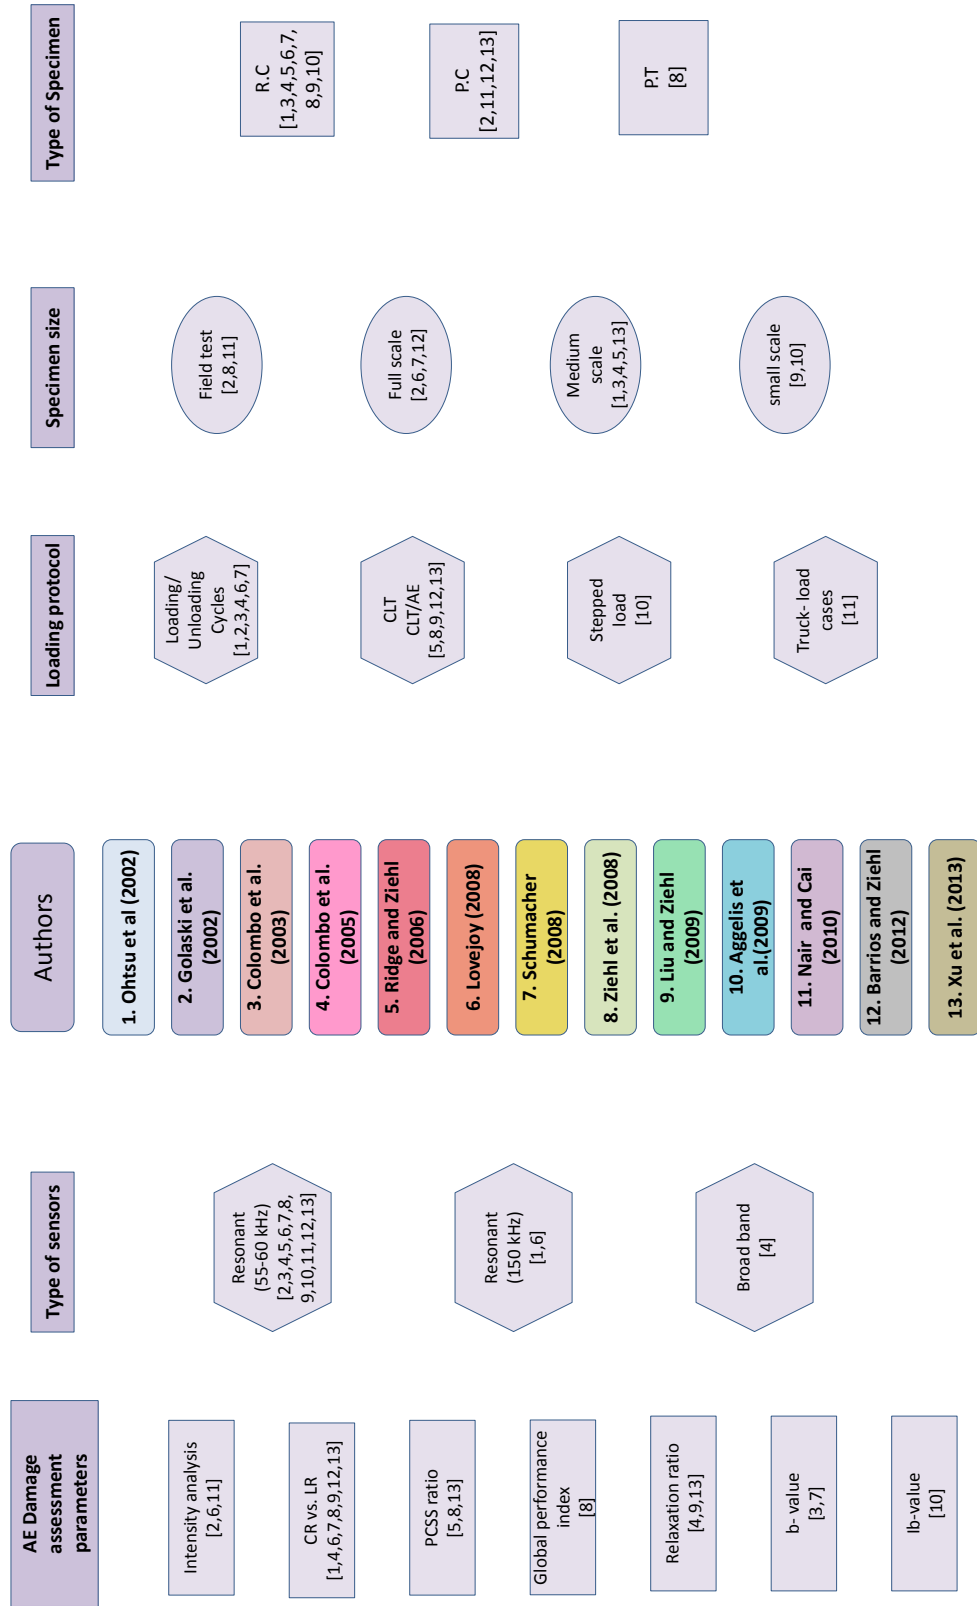 AE Damage
assessment
parameters
Intensity analysis
[2,6,11]
CR vs. LR
[1,4,6,7,8,9,12,13]
PCSS ratio
[5,8,13]
Global performance
index
[8]
Relaxation ratio
[4,9,13]
b- value
[3,7]
Ib-value
[10]
Type of sensors
Resonant
(55-60 kHz)
[2,3,4,5,6,7,8,
9,10,11,12,13]
Resonant
(150 kHz)
[1,6]
Broad band
[4]
Authors
1. Ohtsu et al (2002)
2. Golaski et al.
(2002)
3. Colombo et al.
(2003)
4. Colombo et al.
(2005)
5. Ridge and Ziehl
(2006)
6. Lovejoy (2008)
7. Schumacher
(2008)
8. Ziehl et al. (2008)
9. Liu and Ziehl
(2009)
10. Aggelis et
al.(2009)
11. Nair and Cai
(2010)
12. Barrios and Ziehl
(2012)
13. Xu et al. (2013)
Loading protocol
Loading/
Unloading
Cycles
[1,2,3,4,6,7]
CLT
CLT/AE
[5,8,9,12,13]
Stepped
load
[10]
Truck- load
cases
[11]
Specimen size
Field test
[2,8,11]
Full scale
[2,6,7,12]
Medium
scale
[1,3,4,5,13]
small scale
[9,10]
Type of Specimen
R.C
[1,3,4,5,6,7,
8,9,10]
P.C
[2,11,12,13]
P.T
[8]